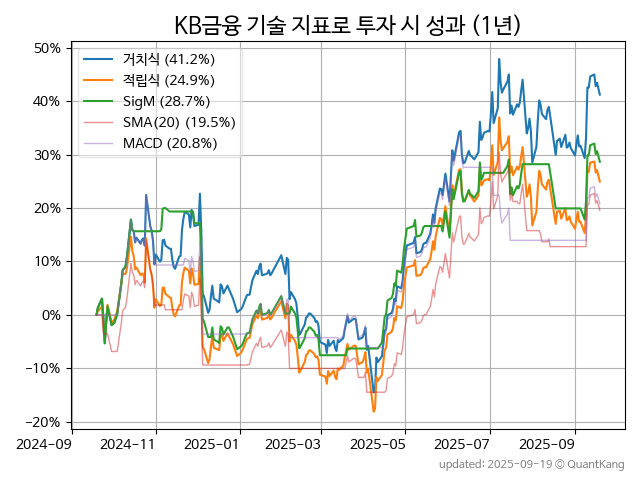 KB금융 기술 지표로 투자 시 성과 (1년)
50%
40%
30%
20%
10%
0%
−10%
−20%
거치식 (41.2%)
적립식 (24.9%)
SigM (28.7%)
SMA(20) (19.5%)
MACD (20.8%)
2024-09
2024-11
2025-01
2025-03
2025-05
2025-07
2025-09
updated: 2025-09-19 ⓒ QuantKang